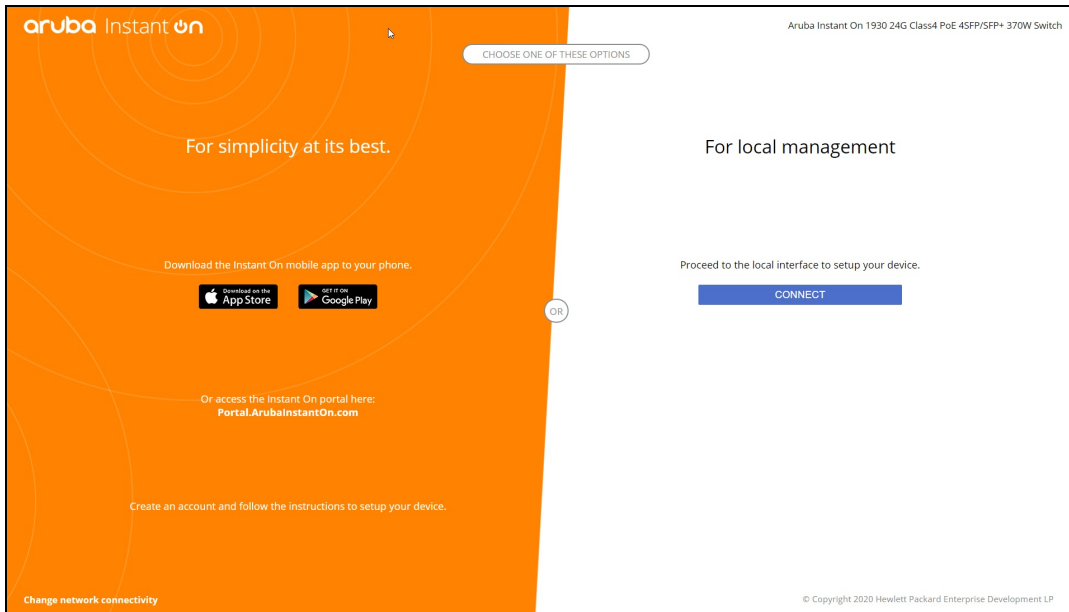 aruba Instant on
Aruba Instant On 1930 24G Class4 PoE 4SFP/SFP+ 370W Switch
CHOOSE ONE OF THESE OPTIONS
For simplicity at its best.
Download the Instant On mobile app to your phone.
Download on the
App Store
GET IT ON
Google Play
Or access the Instant On portal here:
Portal.ArubaInstantOn.com
Create an account and follow the instructions to setup your device.
Change network connectivity
OR
For local management
Proceed to the local interface to setup your device.
CONNECT
© Copyright 2020 Hewlett Packard Enterprise Development LP